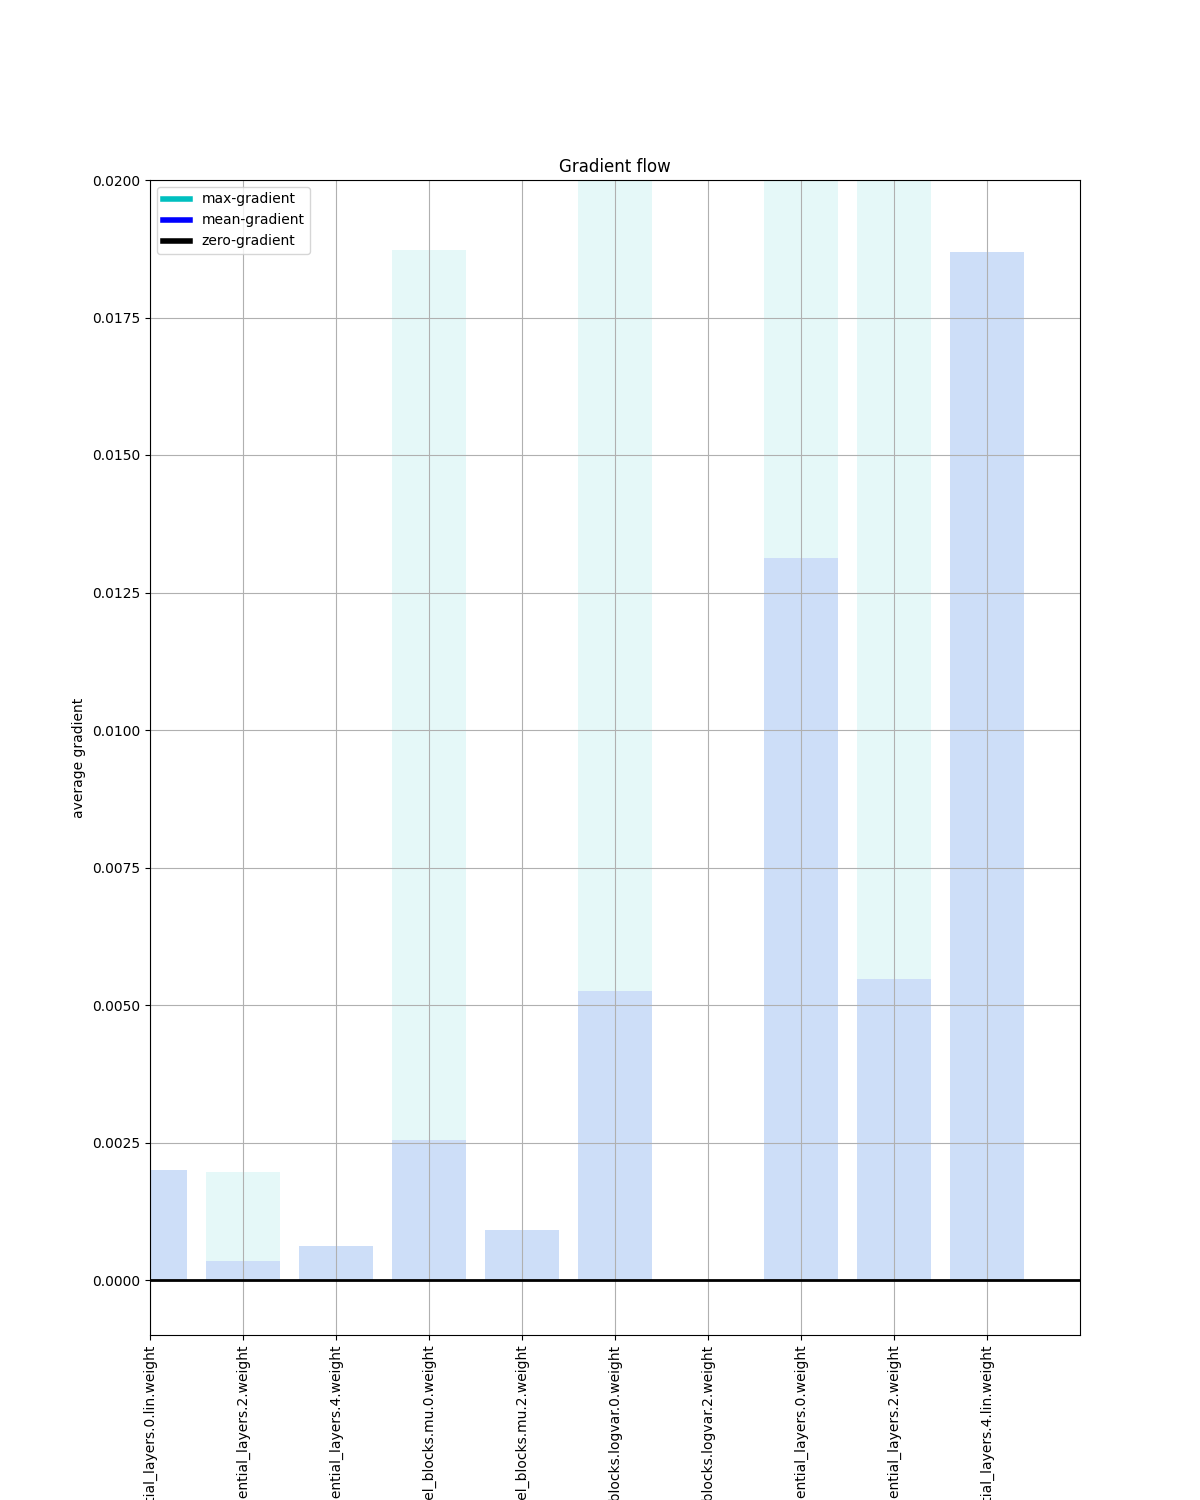 Gradient flow
max-gradient
mean-gradient
zero-gradient
0.0200
0.0175
0.0150
0.0125
0.0100
0.0075
0.0050
0.0025
0.0000
average gradient
tial_layers.0.lin.weight
ential_layers.2.weight
ential_layers.4.weight
el_blocks.mu.0.weight
el_blocks.mu.2.weight
blocks.logvar.0.weight
blocks.logvar.2.weight
ential_layers.0.weight
ential_layers.2.weight
tial_layers.4.lin.weight